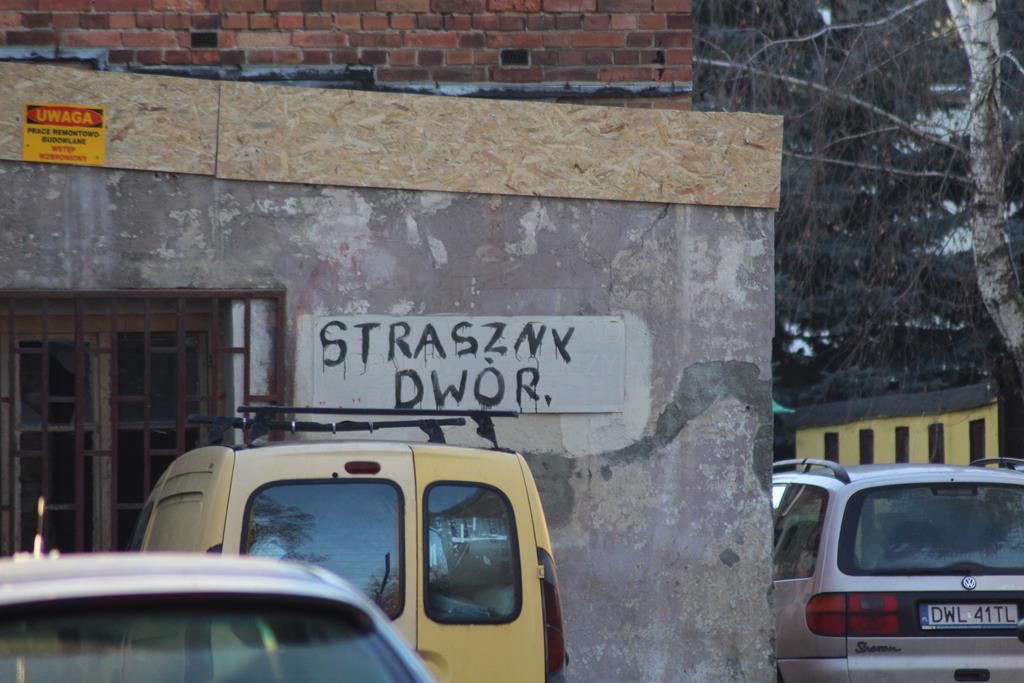 UWAGA
PRACE REMONTOWO-
BUDOWLANE
WSTĘP
WZBRONIONY
STRASZNY
DWÓR.
DWL 41TL
Sharan